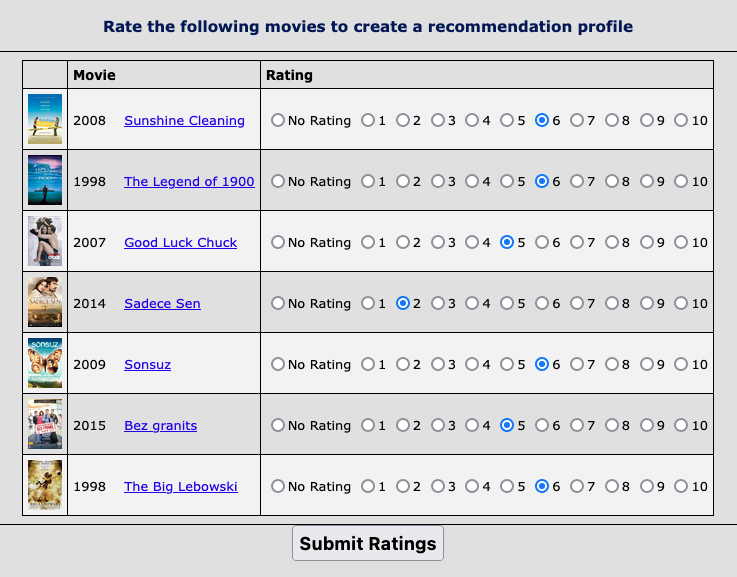 Rate the following movies to create a recommendation profile
Movie Rating
2008 Sunshine Cleaning No Rating 1 2 3 4 5 6 7 8 9 10
1998 The Legend of 1900 No Rating 1 2 3 4 5 6 7 8 9 10
2007 Good Luck Chuck No Rating 1 2 3 4 5 6 7 8 9 10
2014 Sadece Sen No Rating 1 2 3 4 5 6 7 8 9 10
2009 Sonsuz No Rating 1 2 3 4 5 6 7 8 9 10
2015 Bez granits No Rating 1 2 3 4 5 6 7 8 9 10
1998 The Big Lebowski No Rating 1 2 3 4 5 6 7 8 9 10
Submit Ratings